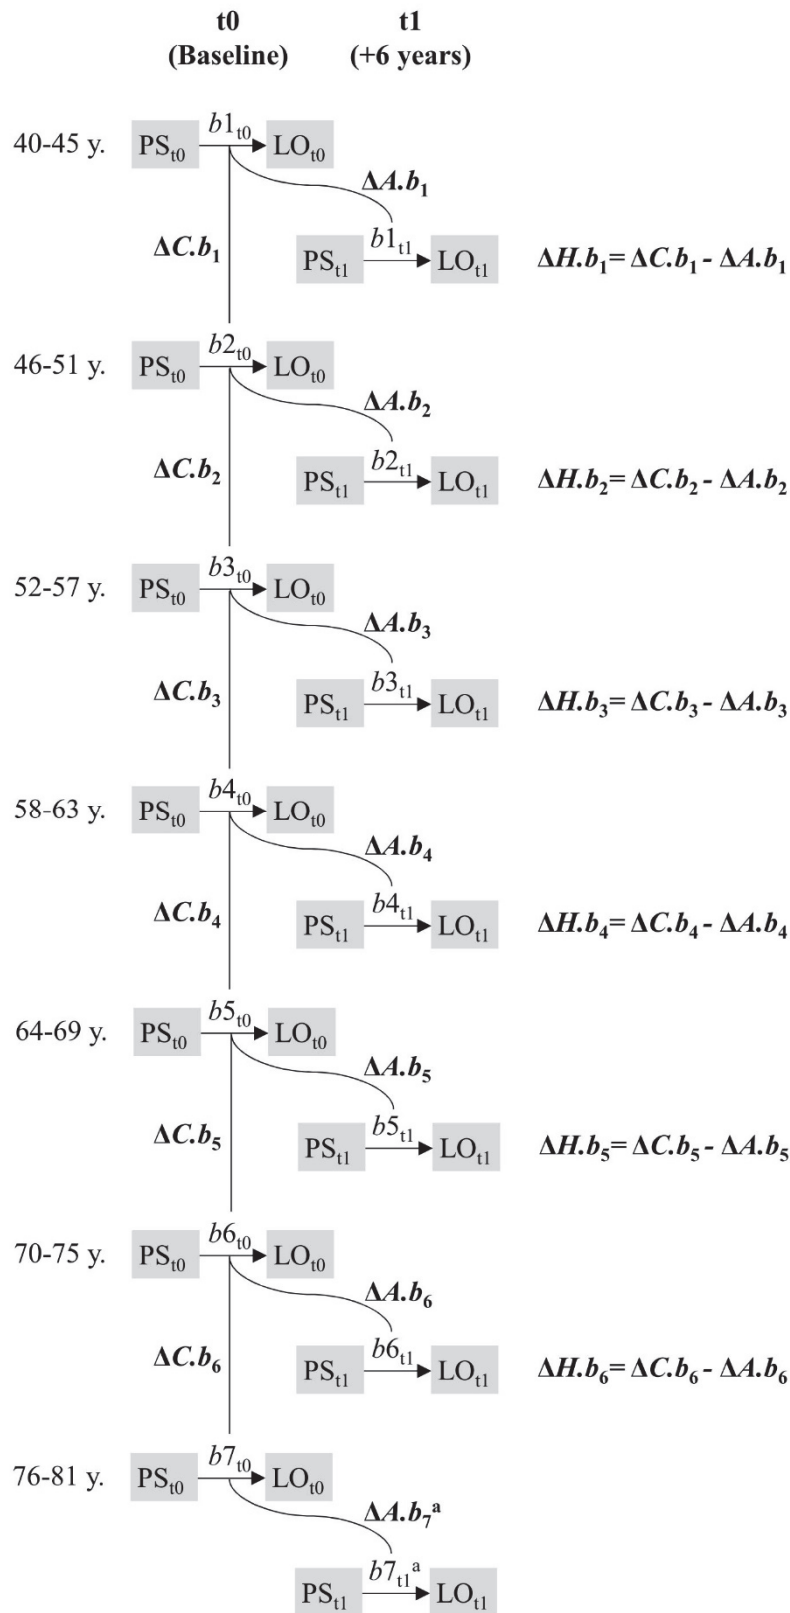 t0 t1
(Baseline) (+6 years)
40-45 y. PSt0 b1t0 LOt0
ΔA.b1
ΔC.b1
PSt1 b1t1 LOt1 ΔH.b1= ΔC.b1 - ΔA.b1
46-51 y. PSt0 b2t0 LOt0
ΔA.b2
ΔC.b2
PSt1 b2t1 LOt1 ΔH.b2= ΔC.b2 - ΔA.b2
52-57 y. PSt0 b3t0 LOt0
ΔA.b3
ΔC.b3
PSt1 b3t1 LOt1 ΔH.b3= ΔC.b3 - ΔA.b3
58-63 y. PSt0 b4t0 LOt0
ΔA.b4
ΔC.b4
PSt1 b4t1 LOt1 ΔH.b4= ΔC.b4 - ΔA.b4
64-69 y. PSt0 b5t0 LOt0
ΔA.b5
ΔC.b5
PSt1 b5t1 LOt1 ΔH.b5= ΔC.b5 - ΔA.b5
70-75 y. PSt0 b6t0 LOt0
ΔA.b6
ΔC.b6
PSt1 b6t1 LOt1 ΔH.b6= ΔC.b6 - ΔA.b6
76-81 y. PSt0 b7t0 LOt0
ΔA.b7a
PSt1 b7t1a LOt1